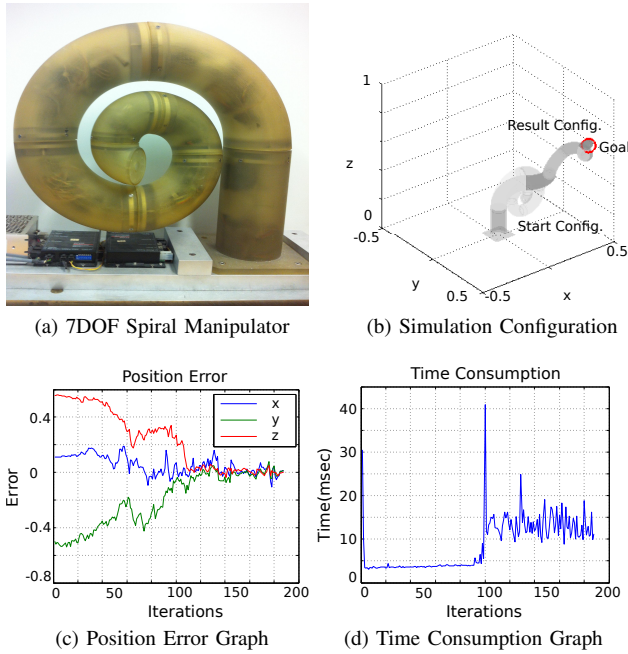 1
Result Config.
Goal
z
Start Config.
0
-0.5
0.5
y
0.5
-0.5
x
(a) 7DOF Spiral Manipulator
(b) Simulation Configuration
Position Error
x
y
z
0.4
0
-0.4
-0.8
Error
0
50
100
150
200
Iterations
(c) Position Error Graph
Time Consumption
40
30
20
10
0
Time(msec)
0
50
100
150
200
Iterations
(d) Time Consumption Graph